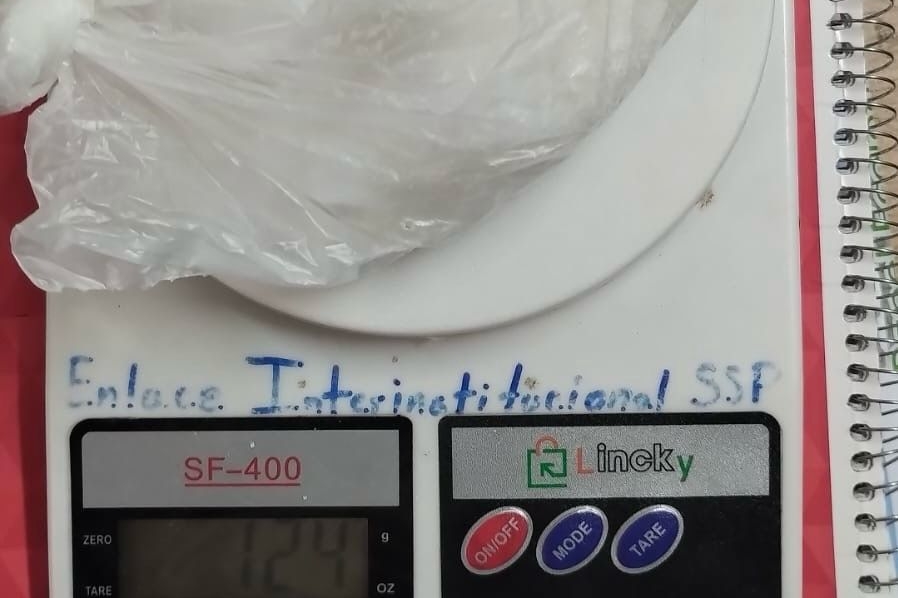 Enlace Interinstitucional SSP
SF-400
Lincky
ZERO
124
g
ON/OFF
MODE
TARE
TARE
OZ